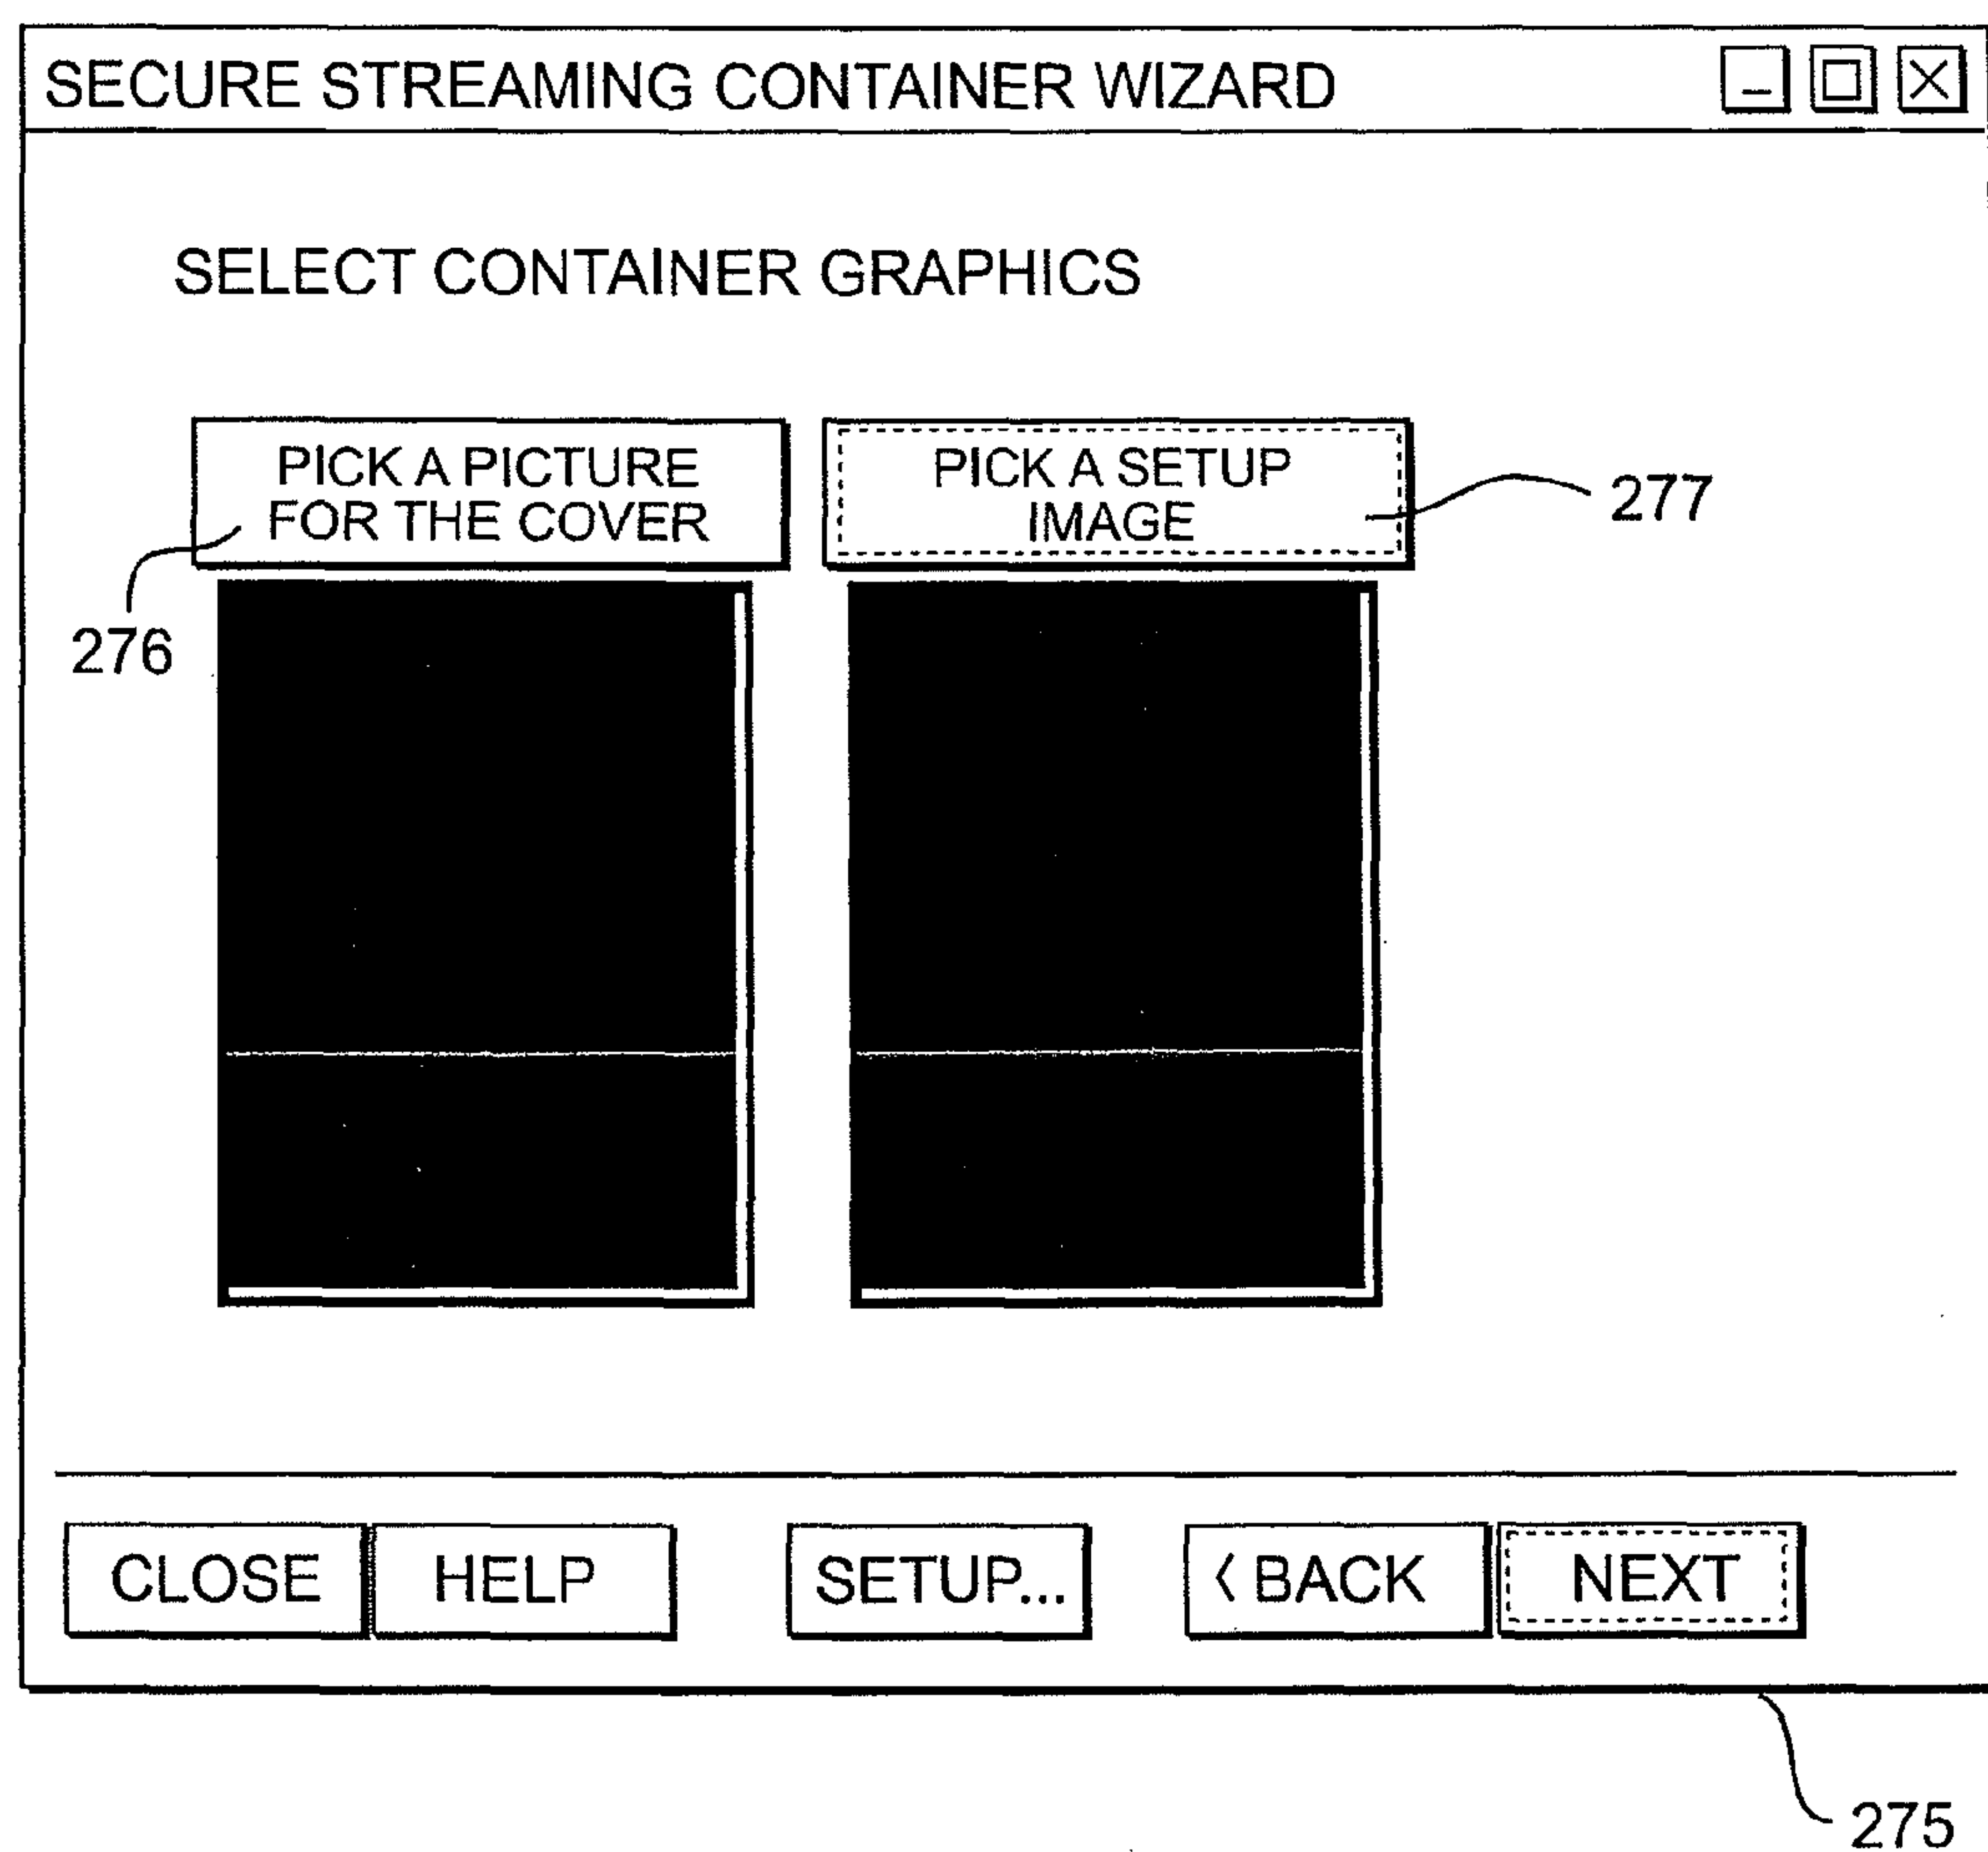 SECURE STREAMING CONTAINER WIZARD
SELECT CONTAINER GRAPHICS
PICK A PICTURE
FOR THE COVER
PICK A SETUP
IMAGE
277
276
CLOSE
HELP
SETUP...
< BACK
NEXT
275